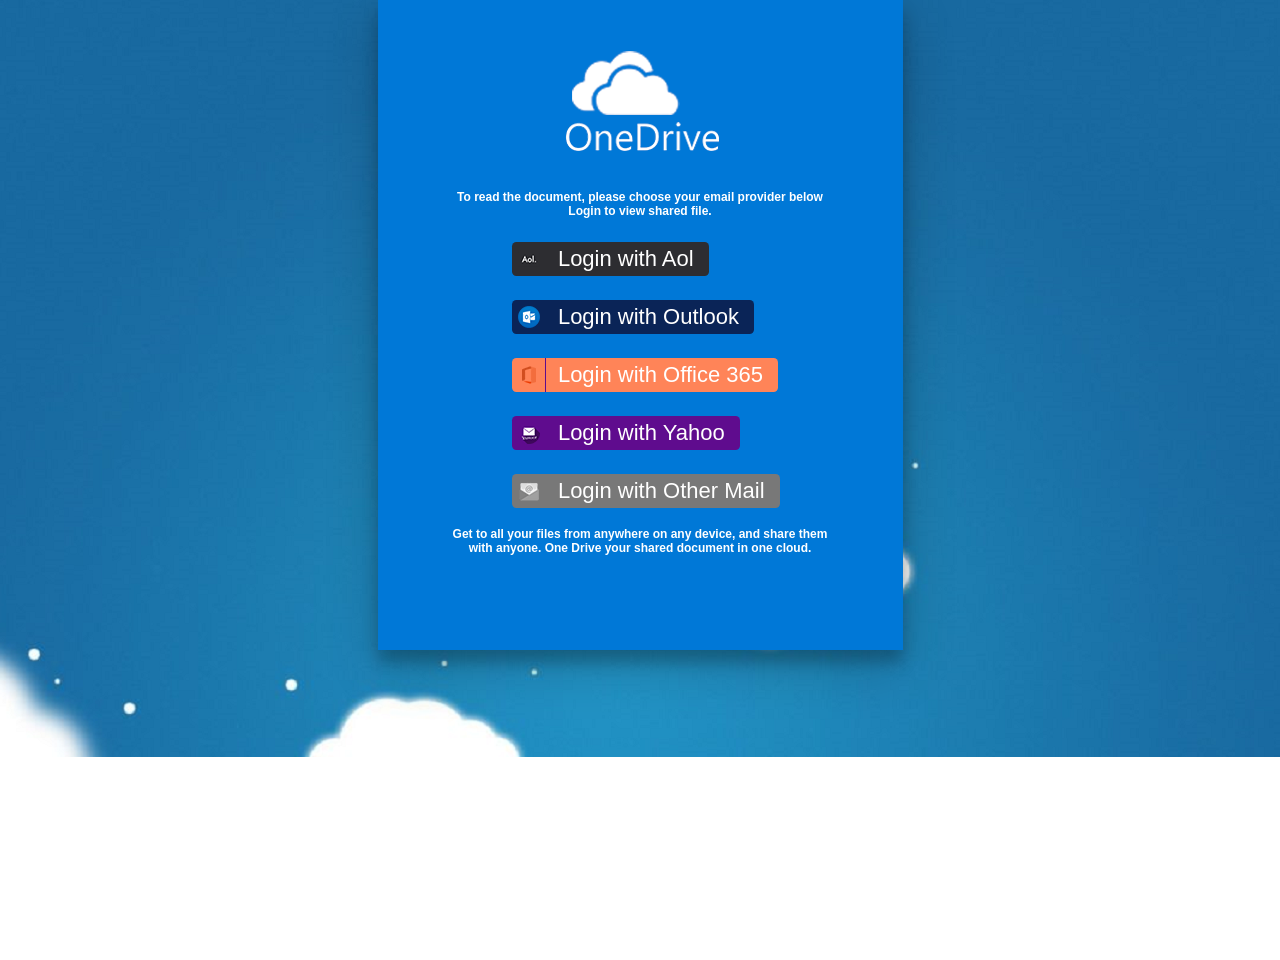 OneDrive
To read the document, please choose your email provider below
Login to view shared file.
Aol.
Login with Aol
Login with Outlook
Login with Office 365
Login with Yahoo
Login with Other Mail
Get to all your files from anywhere on any device, and share them
with anyone. One Drive your shared document in one cloud.